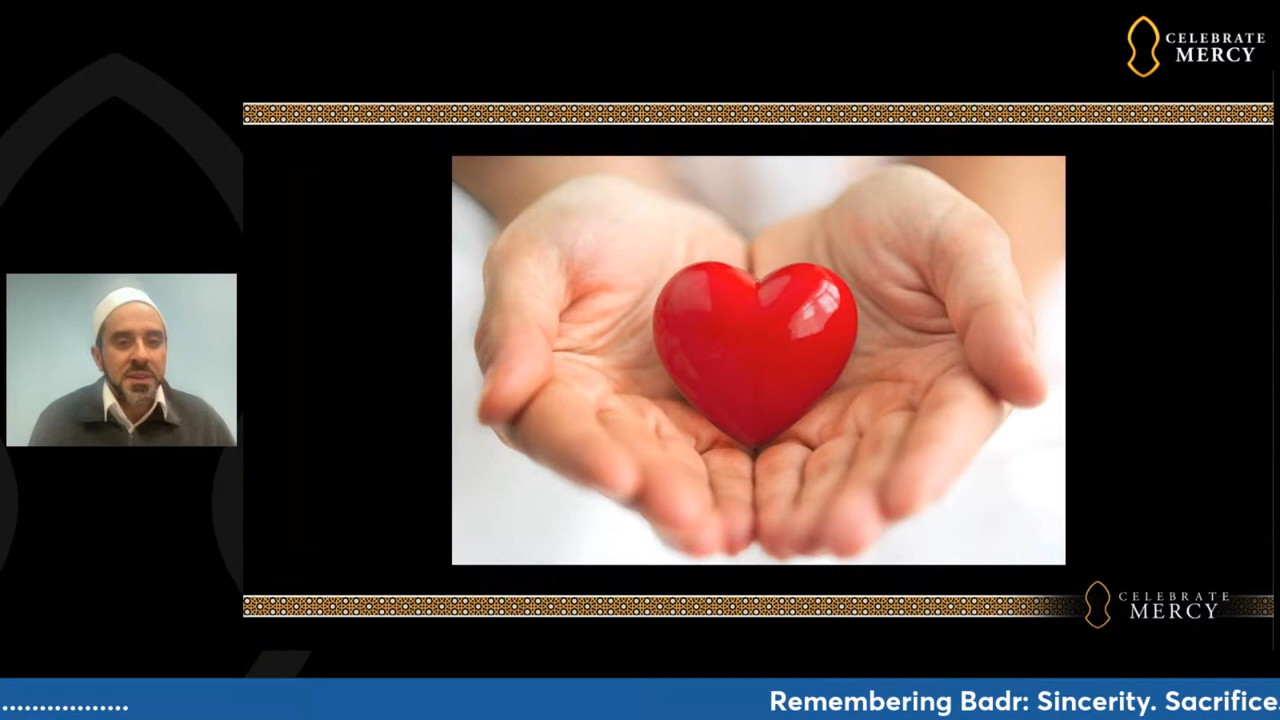 CELEBRATE
MERCY
CELEBRATE
MERCY
................. Remembering Badr: Sincerity. Sacrifice.